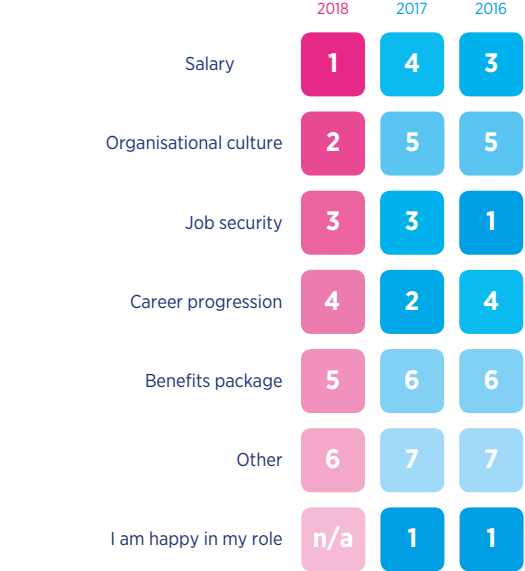 2018 2017 2016
Salary 1 4 3
Organisational culture 2 5 5
Job security 3 3 1
Career progression 4 2 4
Benefits package 5 6 6
Other 6 7 7
I am happy in my role n/a 1 1